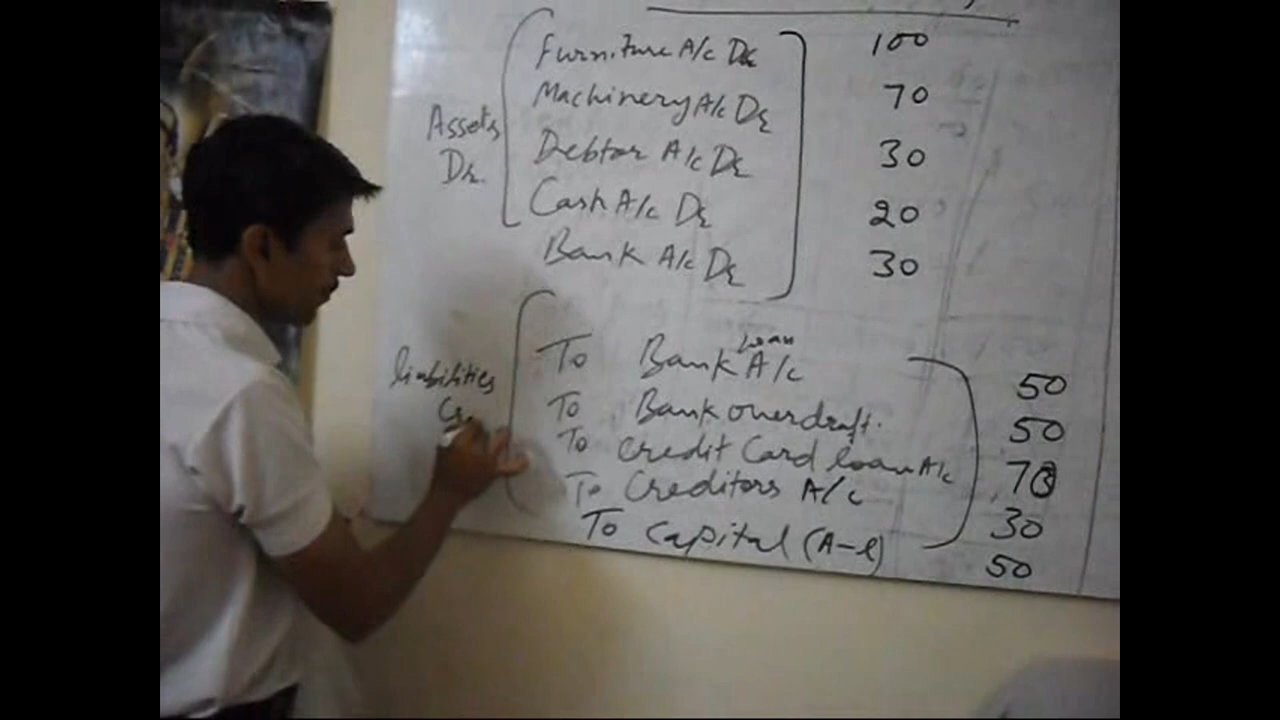 Furniture A/c Dr 100
Machinery A/c Dr 70
Assets Dr.
Debtor A/c Dr 30
Cash A/c Dr 20
Bank A/c Dr 30
liabilities Cr.
To Bank loan A/c 50
To Bank overdraft. 50
To Credit Card loan A/c 70
To Creditors A/c 30
To Capital (A-l) 50